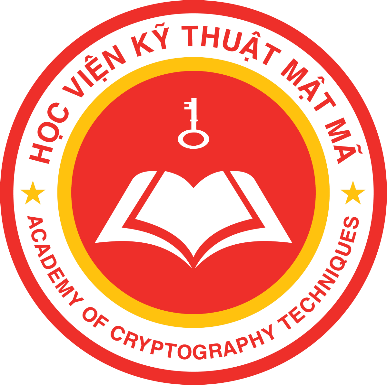 HỌC VIỆN KỸ THUẬT MẬT MÃ
ACADEMY OF CRYPTOGRAPHY TECHNIQUES